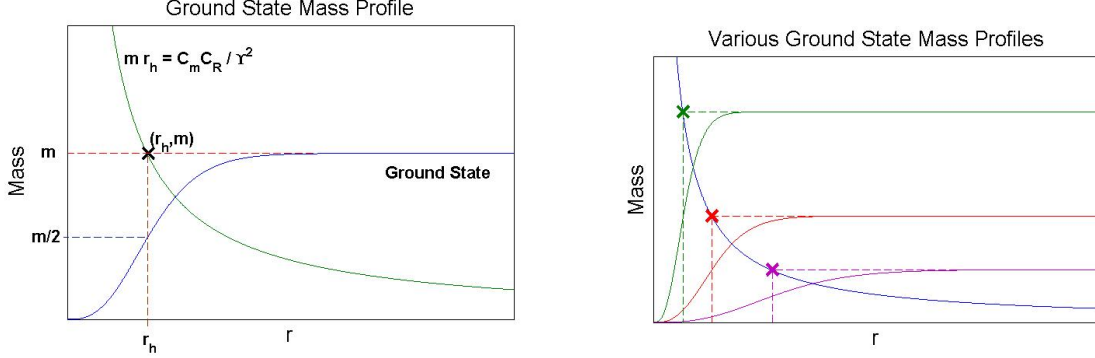 Ground State Mass Profile
m r_h = C_m C_R / ϒ^2
(r_h,m)
m
Ground State
m/2
Mass
r_h
r
Various Ground State Mass Profiles
Mass
r